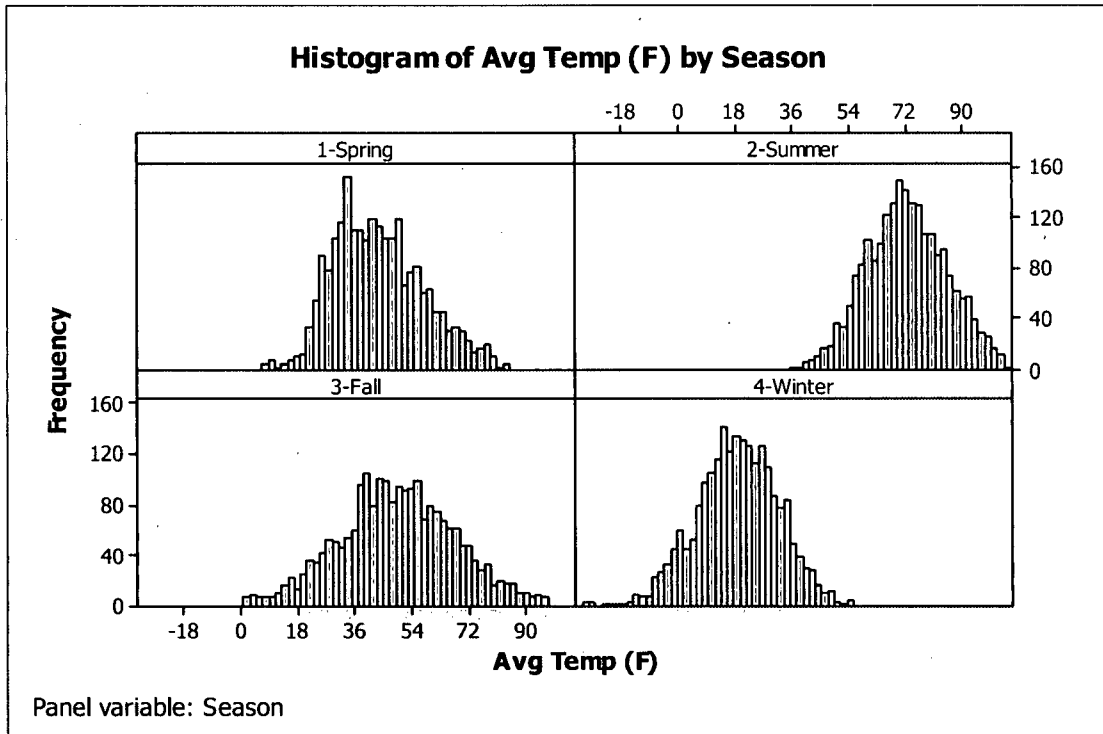 Histogram of Avg Temp (F) by Season
-18 0 18 36 54 72 90
1-Spring 2-Summer
160
120
80
40
0
3-Fall 4-Winter
160
120
80
40
0
-18 0 18 36 54 72 90
Frequency
Avg Temp (F)
Panel variable: Season